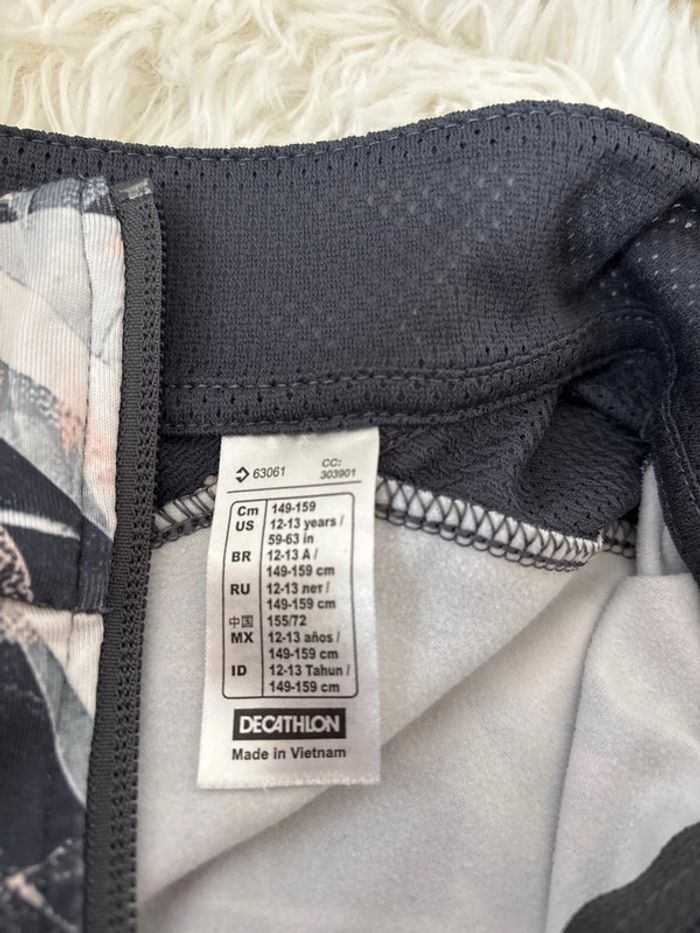 63061 CC: 303901
Cm 149-159
US 12-13 years /
59-63 in
BR 12-13 A /
149-159 cm
RU 12-13 лет /
149-159 cm
中国 155/72
MX 12-13 años /
149-159 cm
ID 12-13 Tahun /
149-159 cm
DECATHLON
Made in Vietnam